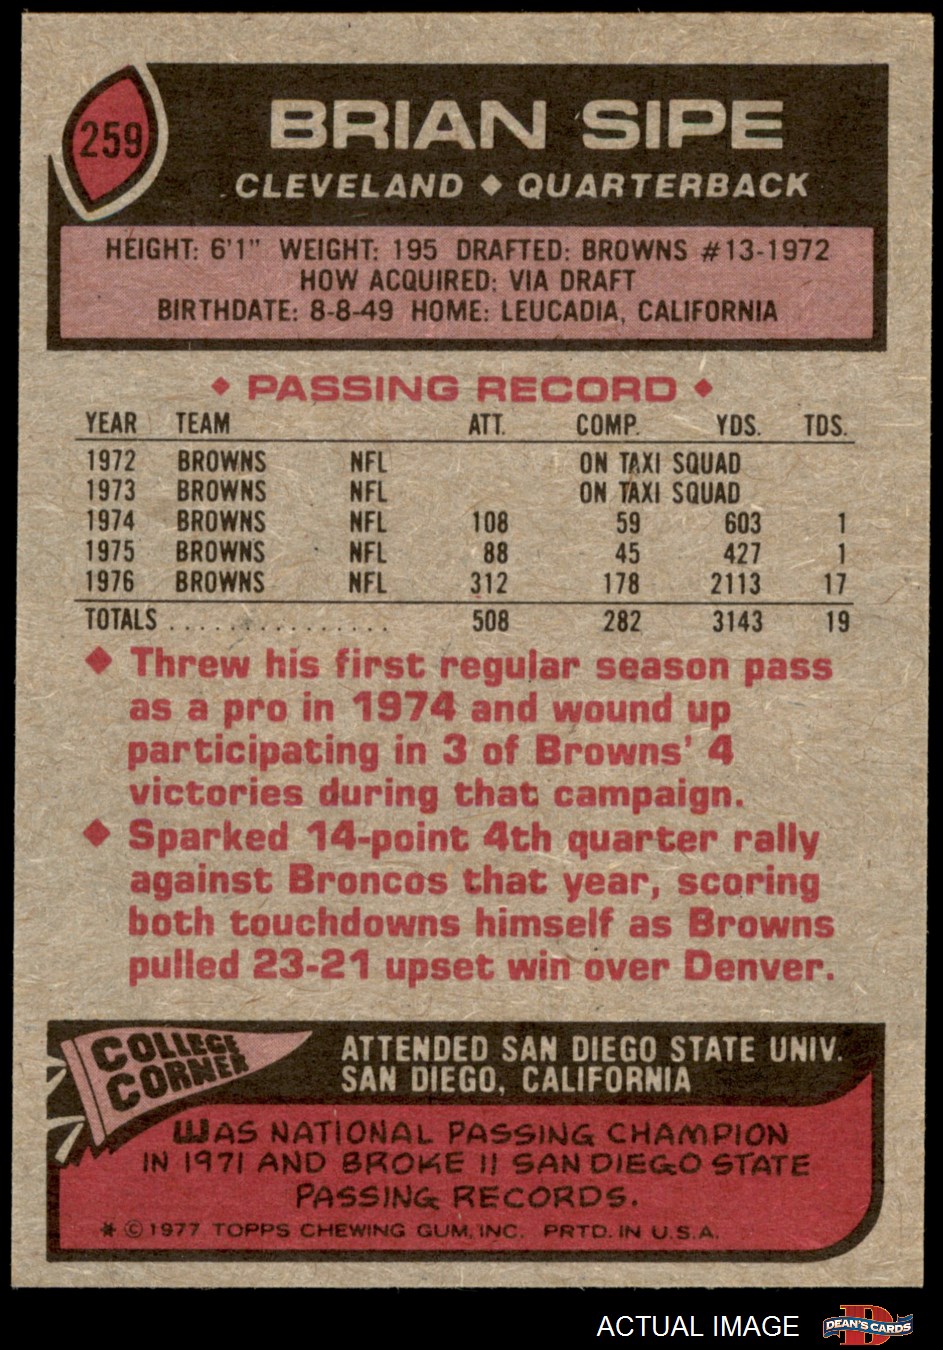 259
BRIAN SIPE
CLEVELAND ◆ QUARTERBACK
HEIGHT: 6'1" WEIGHT: 195 DRAFTED: BROWNS #13-1972
HOW ACQUIRED: VIA DRAFT
BIRTHDATE: 8-8-49 HOME: LEUCADIA, CALIFORNIA
◆ PASSING RECORD ◆
YEAR TEAM ATT. COMP. YDS. TDS.
1972 BROWNS NFL ON TAXI SQUAD
1973 BROWNS NFL ON TAXI SQUAD
1974 BROWNS NFL 108 59 603 1
1975 BROWNS NFL 88 45 427 1
1976 BROWNS NFL 312 178 2113 17
TOTALS . . . . . . . . . . . . . . . 508 282 3143 19
◆ Threw his first regular season pass
as a pro in 1974 and wound up
participating in 3 of Browns' 4
victories during that campaign.
◆ Sparked 14-point 4th quarter rally
against Broncos that year, scoring
both touchdowns himself as Browns
pulled 23-21 upset win over Denver.
COLLEGE
CORNER
ATTENDED SAN DIEGO STATE UNIV.
SAN DIEGO, CALIFORNIA
WAS NATIONAL PASSING CHAMPION
IN 1971 AND BROKE 11 SAN DIEGO STATE
PASSING RECORDS.
* © 1977 TOPPS CHEWING GUM, INC. PRTD. IN U.S.A.
ACTUAL IMAGE
D
DEAN'S CARDS